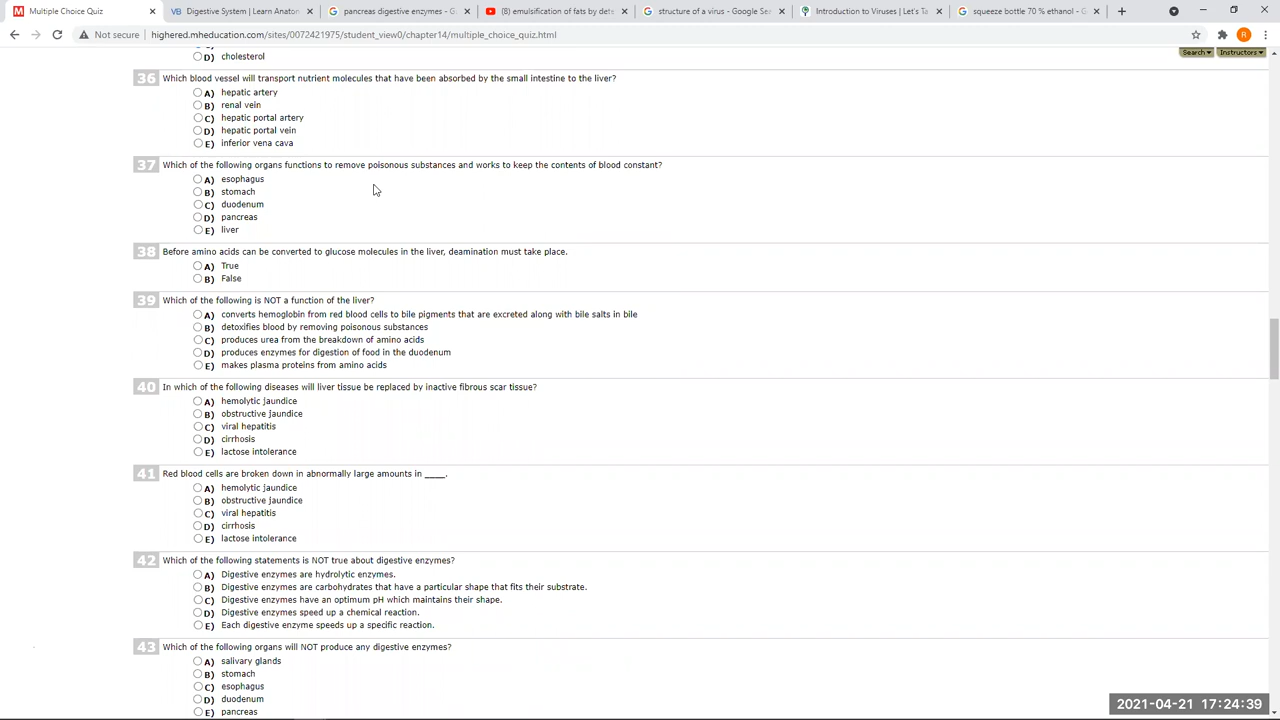 Multiple Choice Quiz
Digestive System | Learn Anaton
pancreas digestive enzymes - G
(8) emulsification of fats by dete
structure of a virus - Google Sea
Introduction to Viruses | Let's Ta
squeeze bottle 70 % ethanol - G
Not secure | highered.mheducation.com/sites/0072421975/student_view0/chapter14/multiple_choice_quiz.html
R
Search
Instructors
D) cholesterol
36 Which blood vessel will transport nutrient molecules that have been absorbed by the small intestine to the liver?
A) hepatic artery
B) renal vein
C) hepatic portal artery
D) hepatic portal vein
E) inferior vena cava
37 Which of the following organs functions to remove poisonous substances and works to keep the contents of blood constant?
A) esophagus
B) stomach
C) duodenum
D) pancreas
E) liver
38 Before amino acids can be converted to glucose molecules in the liver, deamination must take place.
A) True
B) False
39 Which of the following is NOT a function of the liver?
A) converts hemoglobin from red blood cells to bile pigments that are excreted along with bile salts in bile
B) detoxifies blood by removing poisonous substances
C) produces urea from the breakdown of amino acids
D) produces enzymes for digestion of food in the duodenum
E) makes plasma proteins from amino acids
40 In which of the following diseases will liver tissue be replaced by inactive fibrous scar tissue?
A) hemolytic jaundice
B) obstructive jaundice
C) viral hepatitis
D) cirrhosis
E) lactose intolerance
41 Red blood cells are broken down in abnormally large amounts in ____.
A) hemolytic jaundice
B) obstructive jaundice
C) viral hepatitis
D) cirrhosis
E) lactose intolerance
42 Which of the following statements is NOT true about digestive enzymes?
A) Digestive enzymes are hydrolytic enzymes.
B) Digestive enzymes are carbohydrates that have a particular shape that fits their substrate.
C) Digestive enzymes have an optimum pH which maintains their shape.
D) Digestive enzymes speed up a chemical reaction.
E) Each digestive enzyme speeds up a specific reaction.
43 Which of the following organs will NOT produce any digestive enzymes?
A) salivary glands
B) stomach
C) esophagus
D) duodenum
E) pancreas
2021-04-21 17:24:39